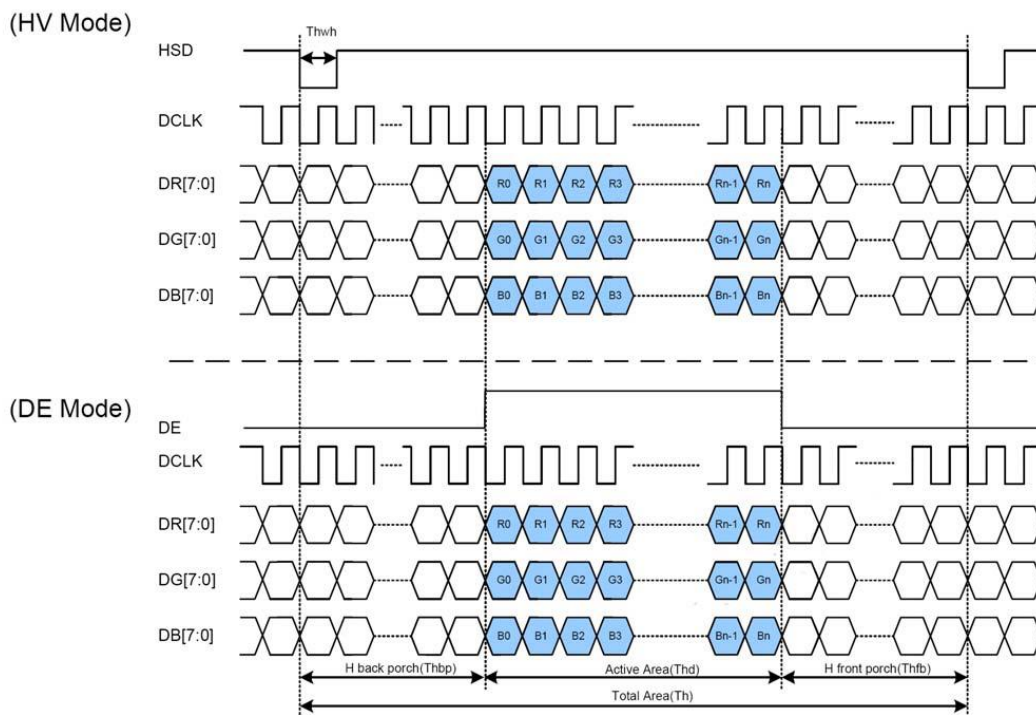 (HV Mode)
Thwh
HSD
DCLK
DR[7:0] R0 R1 R2 R3 Rn-1 Rn
DG[7:0] G0 G1 G2 G3 Gn-1 Gn
DB[7:0] B0 B1 B2 B3 Bn-1 Bn
(DE Mode)
DE
DCLK
DR[7:0] R0 R1 R2 R3 Rn-1 Rn
DG[7:0] G0 G1 G2 G3 Gn-1 Gn
DB[7:0] B0 B1 B2 B3 Bn-1 Bn
H back porch(Thbp) Active Area(Thd) H front porch(Thfb)
Total Area(Th)